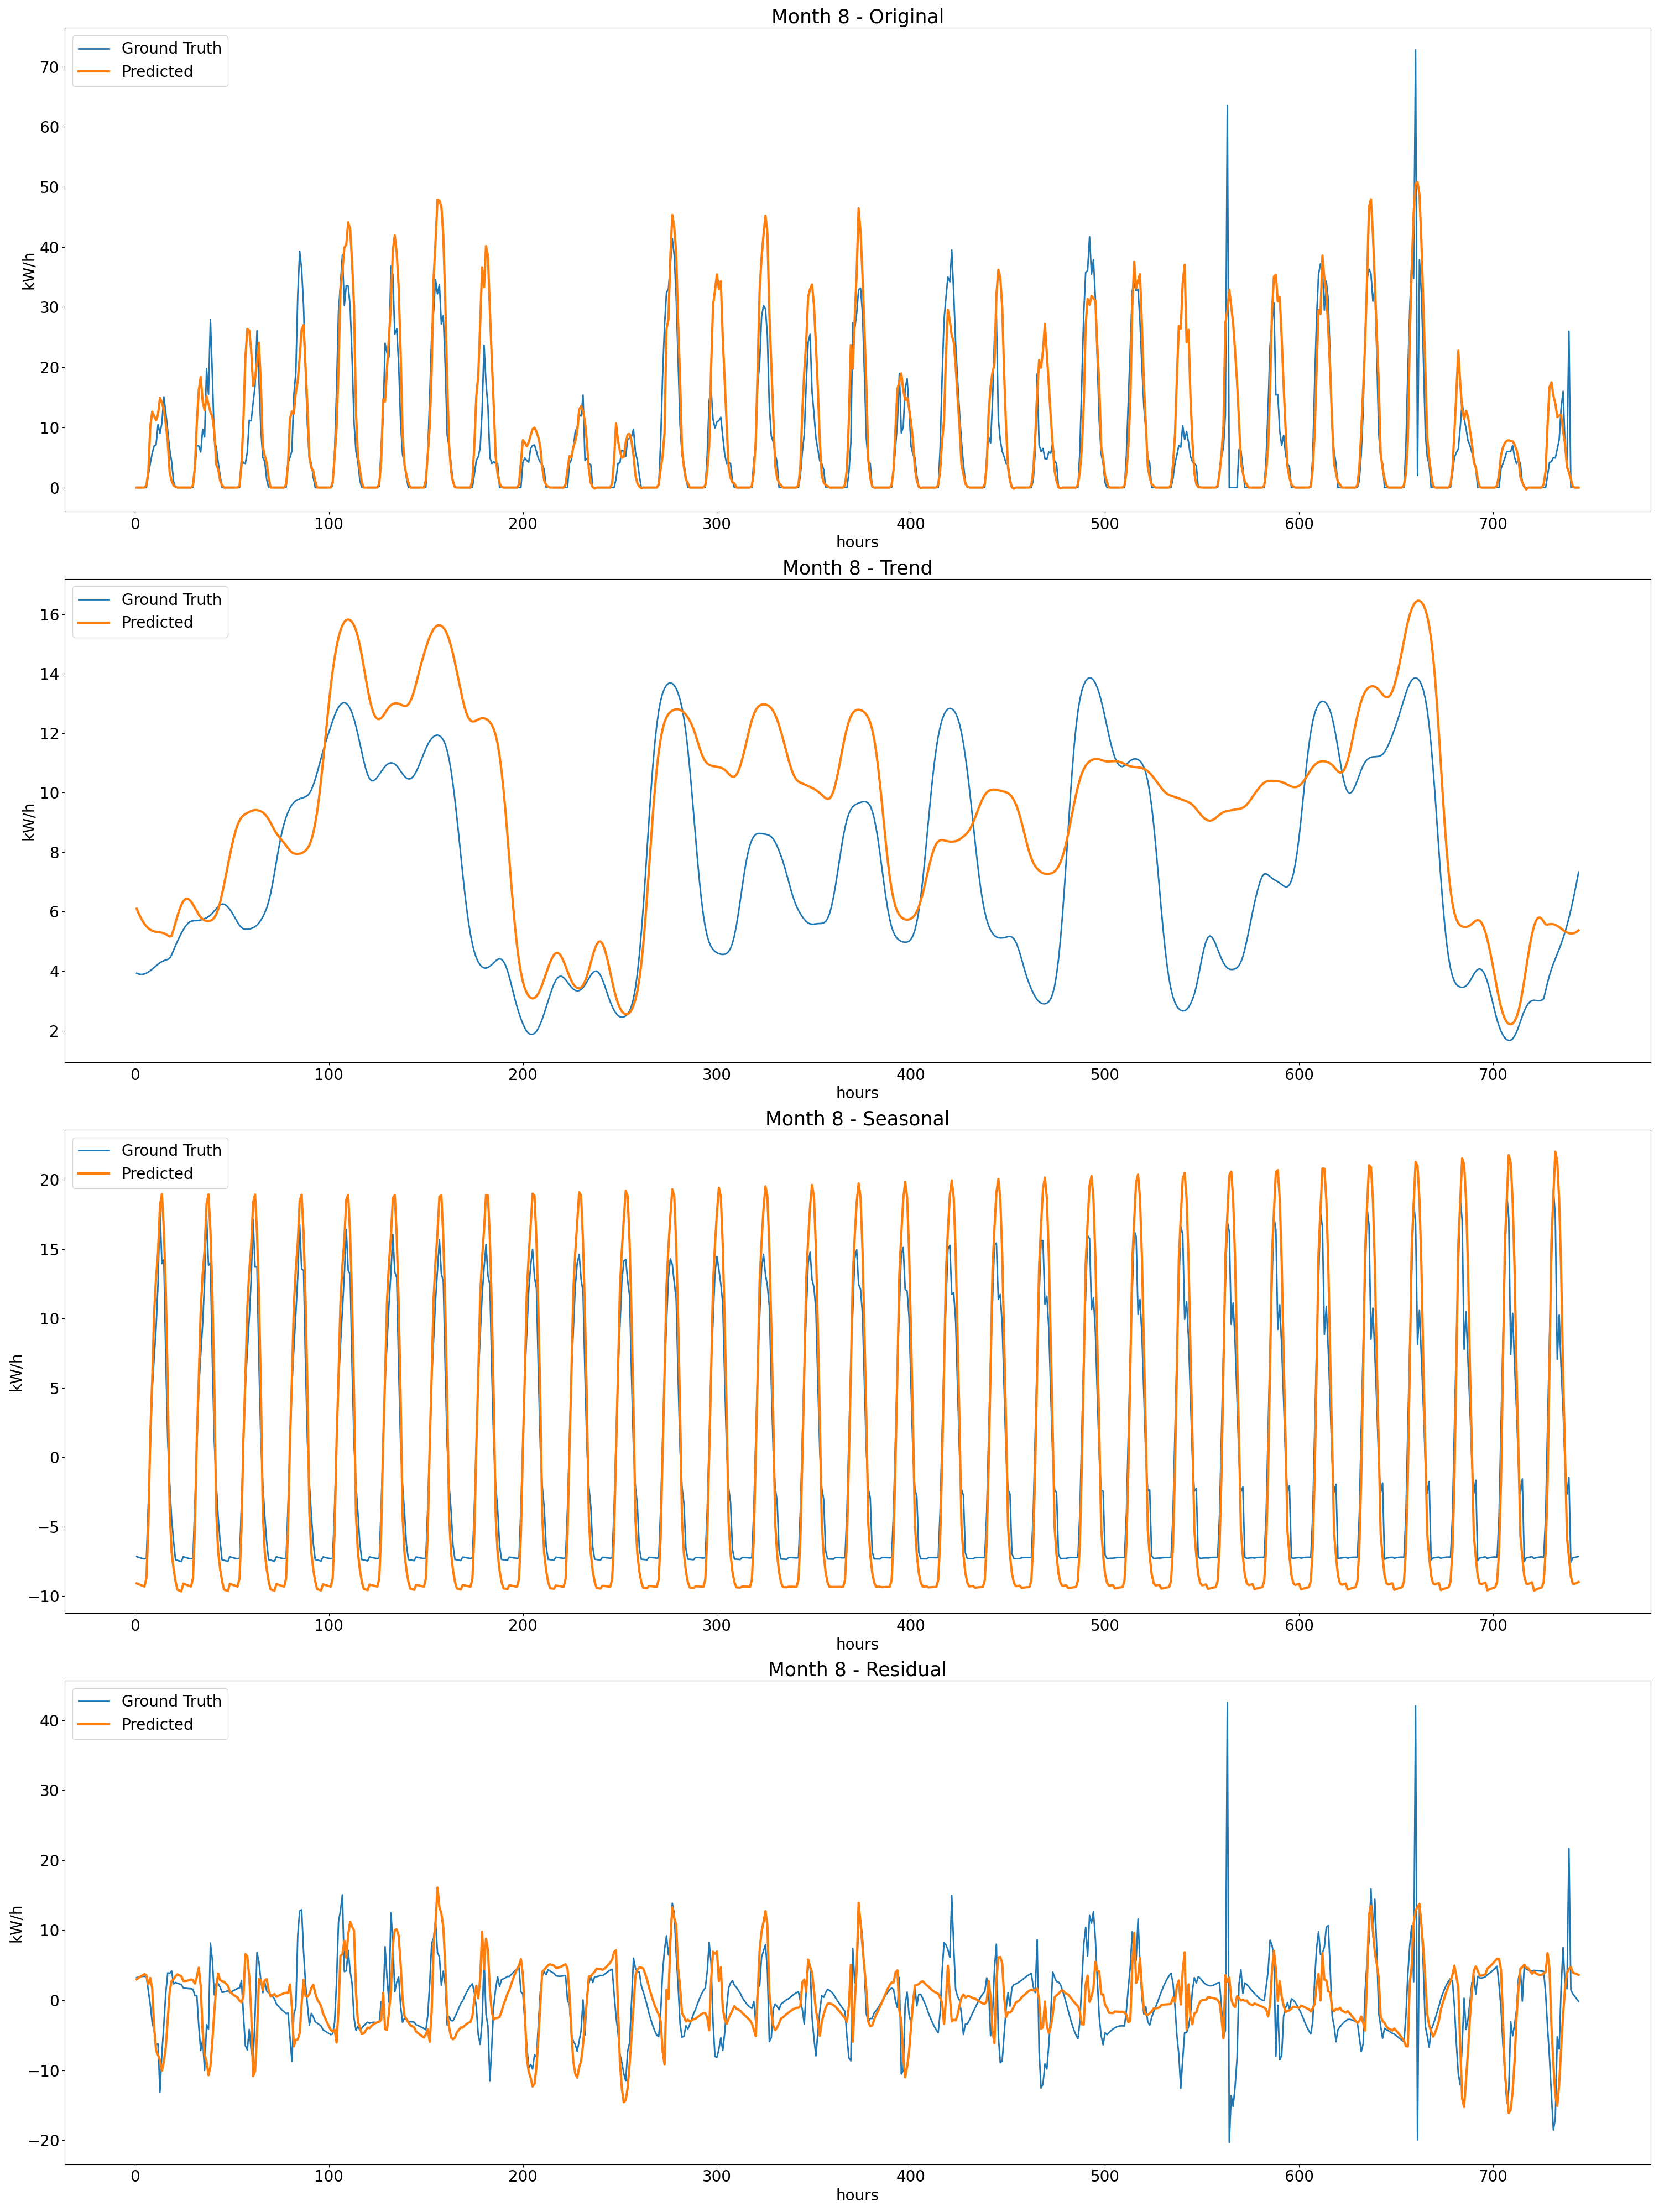 Month 8 - Original
Ground Truth
Predicted
70
60
50
40
30
20
10
0
kW/h
0 100 200 300 400 500 600 700
hours
Month 8 - Trend
Ground Truth
Predicted
16
14
12
10
8
6
4
2
kW/h
0 100 200 300 400 500 600 700
hours
Month 8 - Seasonal
Ground Truth
Predicted
20
15
10
5
0
−5
−10
kW/h
0 100 200 300 400 500 600 700
hours
Month 8 - Residual
Ground Truth
Predicted
40
30
20
10
0
−10
−20
kW/h
0 100 200 300 400 500 600 700
hours